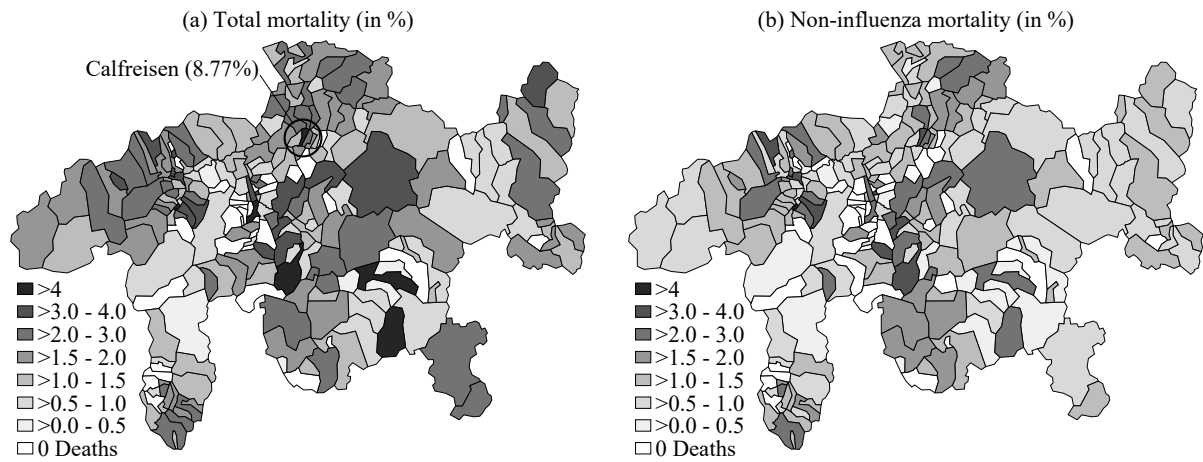 (a) Total mortality (in %)
Calfreisen (8.77%)
>4
>3.0 - 4.0
>2.0 - 3.0
>1.5 - 2.0
>1.0 - 1.5
>0.5 - 1.0
>0.0 - 0.5
0 Deaths
(b) Non-influenza mortality (in %)
>4
>3.0 - 4.0
>2.0 - 3.0
>1.5 - 2.0
>1.0 - 1.5
>0.5 - 1.0
>0.0 - 0.5
0 Deaths